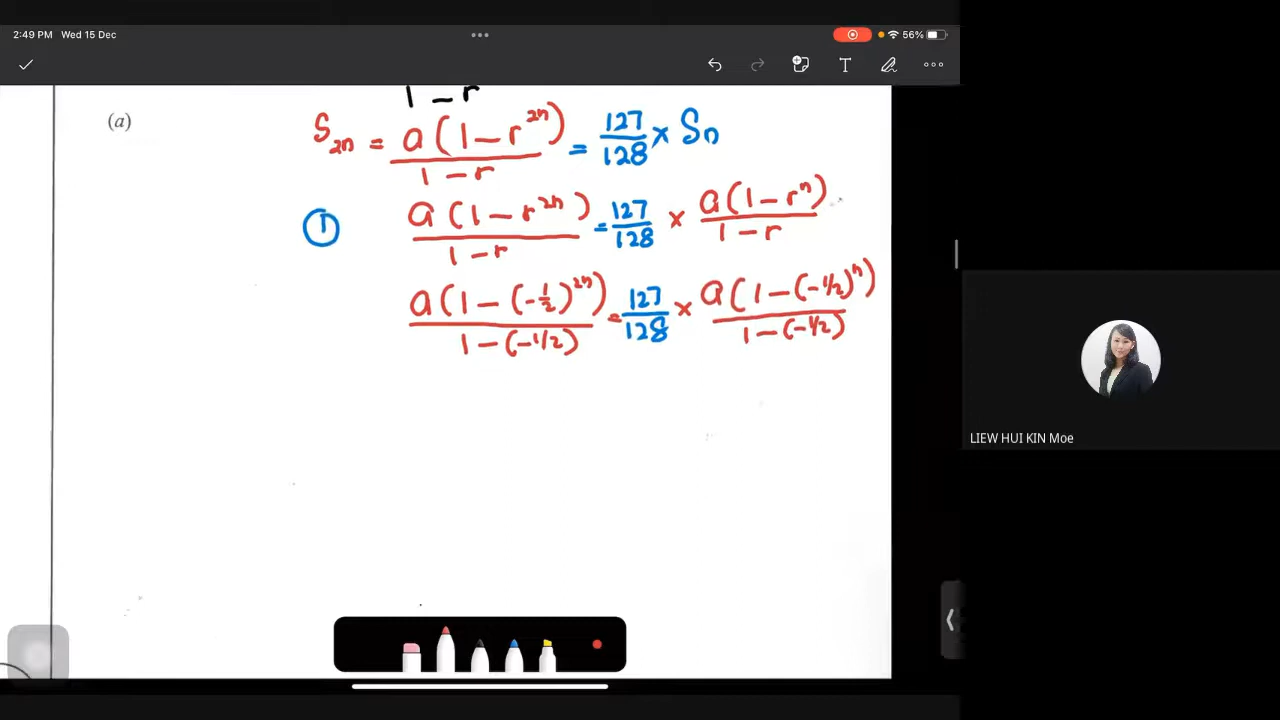 2:49 PM Wed 15 Dec
56%
T
1 - r
(a)
S2n = a(1-r^2n)/(1-r) = 127/128 × Sn
① a(1-r^2n)/(1-r) = 127/128 × a(1-r^n)/(1-r)
a(1-(-1/2)^2n)/(1-(-1/2)) = 127/128 × a(1-(-1/2)^n)/(1-(-1/2))
LIEW HUI KIN Moe